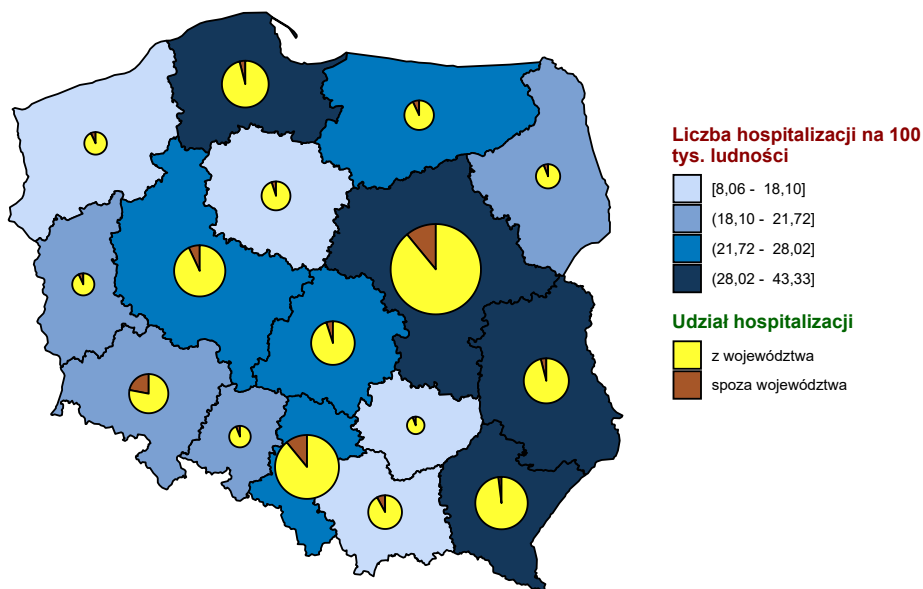 Liczba hospitalizacji na 100
tys. ludności
[8,06 - 18,10]
(18,10 - 21,72]
(21,72 - 28,02]
(28,02 - 43,33]
Udział hospitalizacji
z województwa
spoza województwa